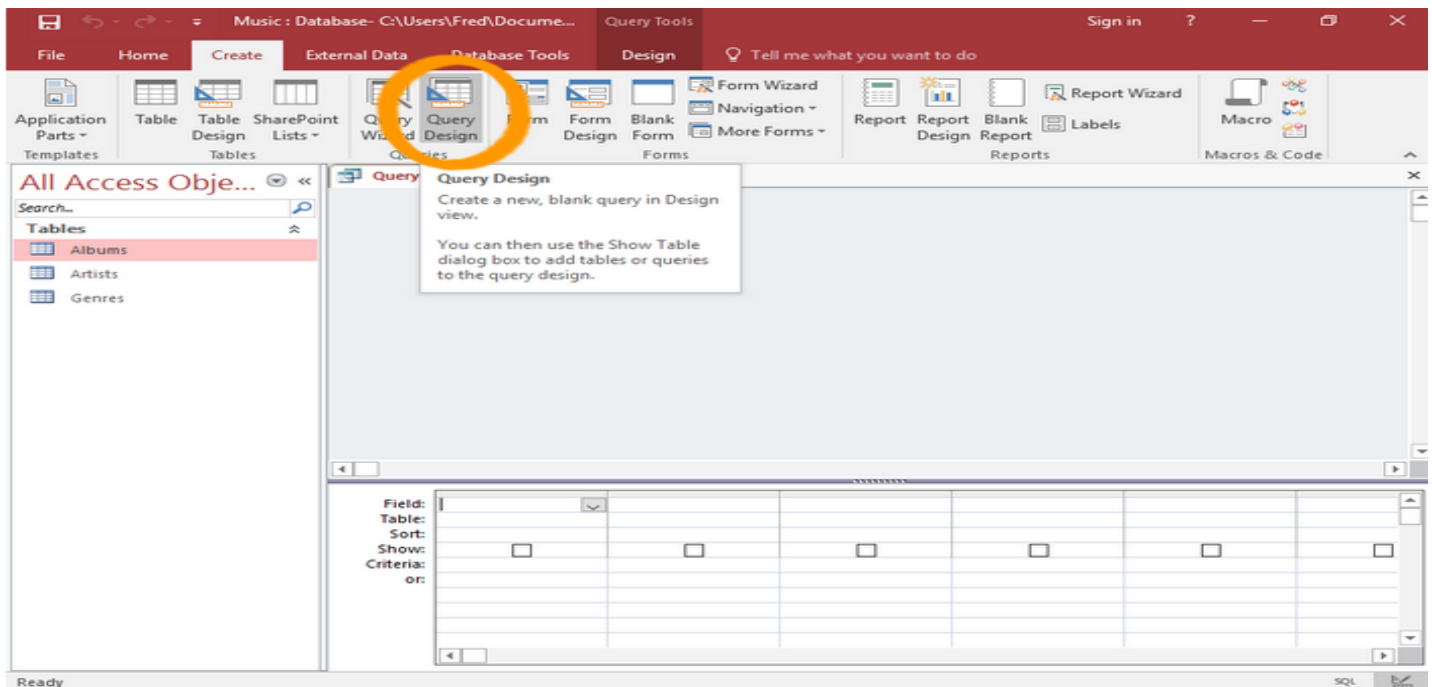 Music : Database- C:\Users\Fred\Docume... Query Tools Sign in ?
File Home Create External Data Database Tools Design Tell me what you want to do
Application Parts
Table
Table Design
SharePoint Lists
Query Wizard
Query Design
Form
Form Design
Blank Form
Form Wizard
Navigation
More Forms
Report
Report Design
Blank Report
Report Wizard
Labels
Macro
Templates Tables Queries Forms Reports Macros & Code
All Access Obje...
Search...
Tables
Albums
Artists
Genres
Query
Query Design
Create a new, blank query in Design
view.
You can then use the Show Table
dialog box to add tables or queries
to the query design.
Field:
Table:
Sort:
Show:
Criteria:
or:
Ready SQL